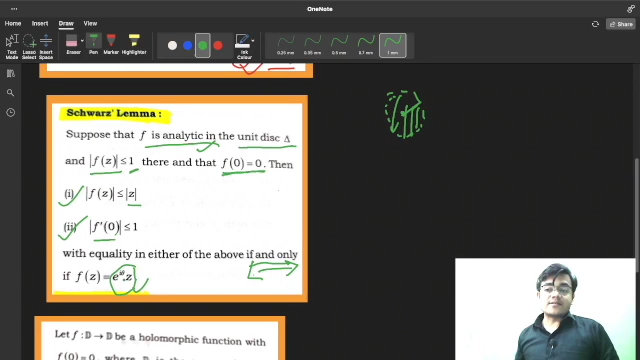 OneNote
Home Insert Draw View
Share
Text Mode
Lasso Select
Insert Space
Eraser
Pen
Marker
Highlighter
Ink Colour
0.25 mm
0.35 mm
0.5 mm
0.7 mm
1 mm
Schwarz' Lemma :
Suppose that f is analytic in the unit disc Δ
and |f(z)| ≤ 1 there and that f(0) = 0. Then
(i) |f(z)| ≤ |z|
(ii) |f′(0)| ≤ 1
with equality in either of the above if and only
if f(z) = e^{iθ}z
Let f : 𝔻 → 𝔻 be a holomorphic function with
f(0) = 0, where 𝔻 is the